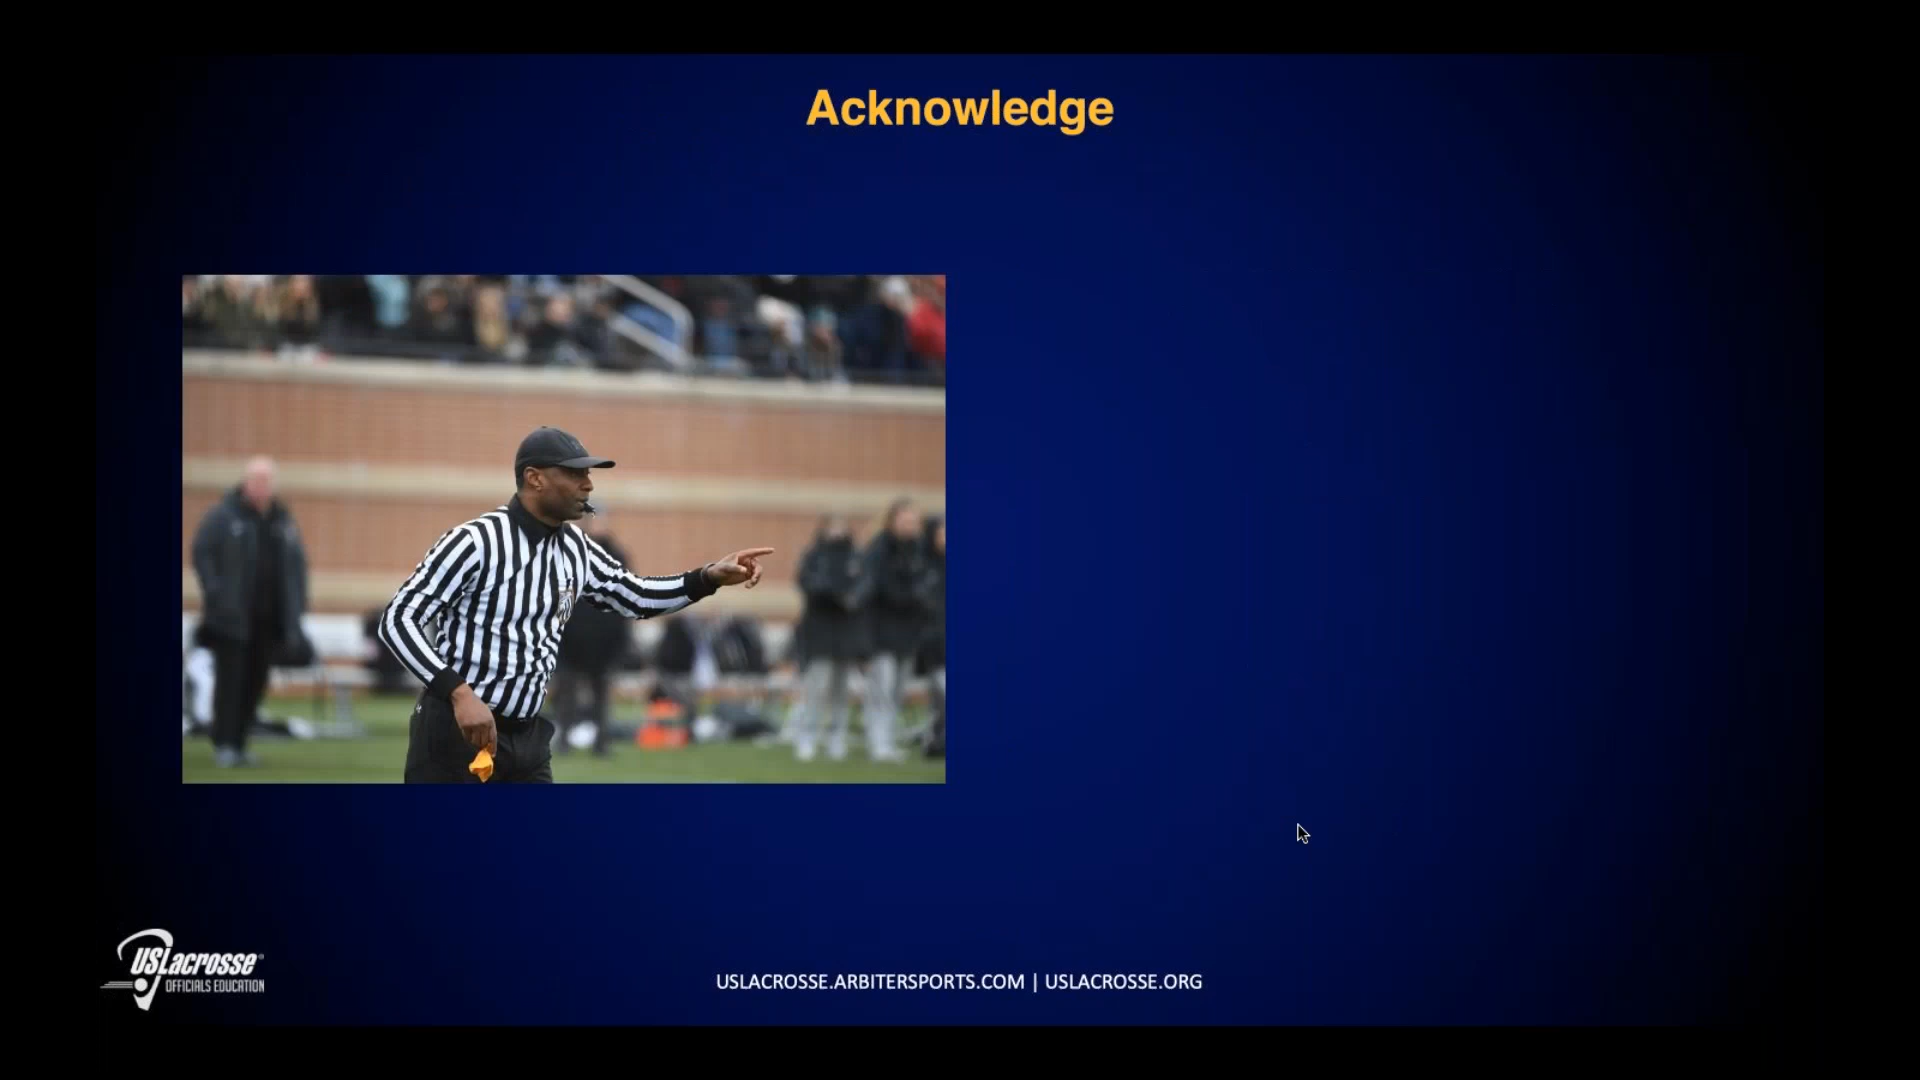 Acknowledge
USLacrosse
OFFICIALS EDUCATION
USLACROSSE.ARBITERSPORTS.COM | USLACROSSE.ORG